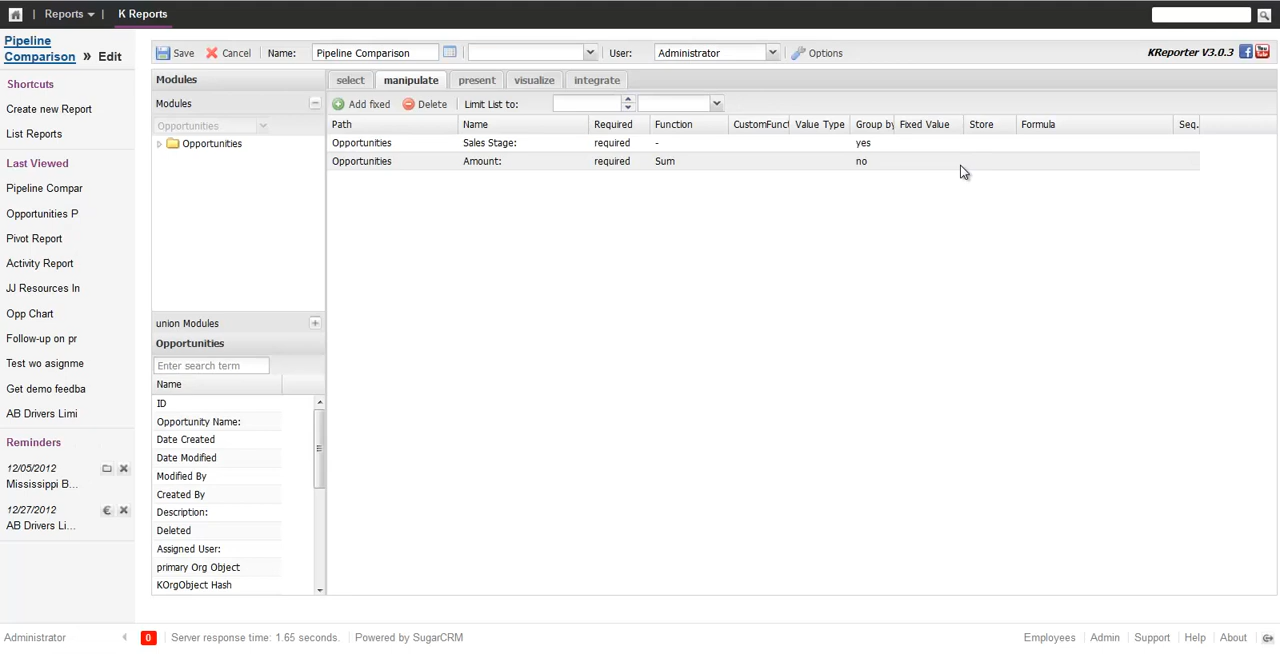 Reports
K Reports
Pipeline
Comparison » Edit
Shortcuts
Create new Report
List Reports
Last Viewed
Pipeline Compar
Opportunities P
Pivot Report
Activity Report
JJ Resources In
Opp Chart
Follow-up on pr
Test wo asignme
Get demo feedba
AB Drivers Limi
Reminders
12/05/2012
Mississippi B...
12/27/2012
AB Drivers Li...
Save Cancel Name: Pipeline Comparison User: Administrator Options KReporter V3.0.3
Modules
Modules
Opportunities
Opportunities
union Modules
Opportunities
Enter search term
Name
ID
Opportunity Name:
Date Created
Date Modified
Modified By
Created By
Description:
Deleted
Assigned User:
primary Org Object
KOrgObject Hash
select manipulate present visualize integrate
Add fixed Delete Limit List to:
Path Name Required Function CustomFunct Value Type Group by Fixed Value Store Formula Seq.
Opportunities Sales Stage: required - yes
Opportunities Amount: required Sum no
Administrator 0 Server response time: 1.65 seconds. Powered by SugarCRM Employees Admin Support Help About